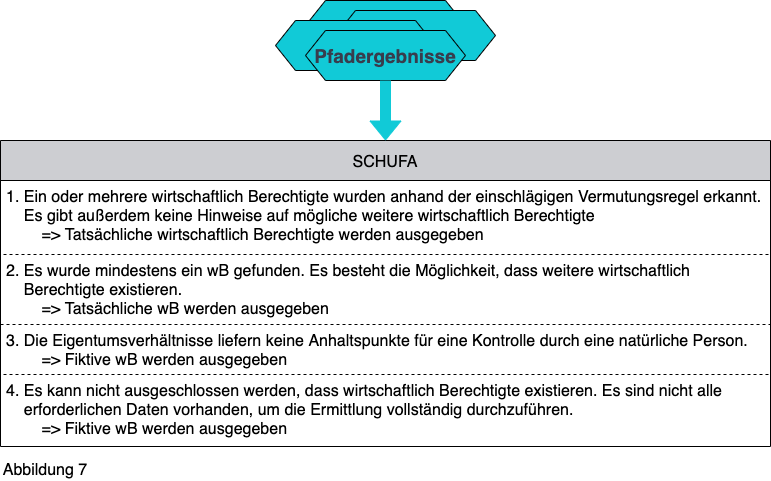 Pfadergebnisse
SCHUFA
1. Ein oder mehrere wirtschaftlich Berechtigte wurden anhand der einschlägigen Vermutungsregel erkannt.
Es gibt außerdem keine Hinweise auf mögliche weitere wirtschaftlich Berechtigte
=> Tatsächliche wirtschaftlich Berechtigte werden ausgegeben
2. Es wurde mindestens ein wB gefunden. Es besteht die Möglichkeit, dass weitere wirtschaftlich
Berechtigte existieren.
=> Tatsächliche wB werden ausgegeben
3. Die Eigentumsverhältnisse liefern keine Anhaltspunkte für eine Kontrolle durch eine natürliche Person.
=> Fiktive wB werden ausgegeben
4. Es kann nicht ausgeschlossen werden, dass wirtschaftlich Berechtigte existieren. Es sind nicht alle
erforderlichen Daten vorhanden, um die Ermittlung vollständig durchzuführen.
=> Fiktive wB werden ausgegeben
Abbildung 7